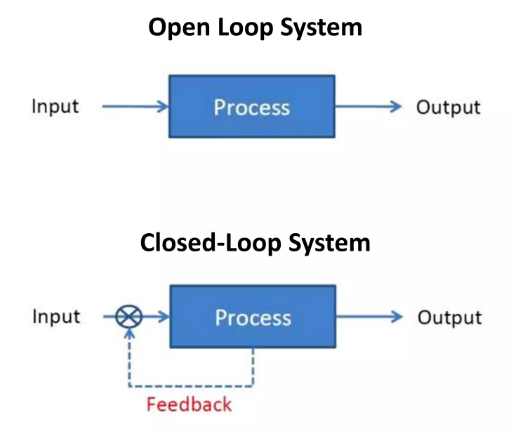 Open Loop System
Input
Process
Output
Closed-Loop System
Input
Process
Output
Feedback